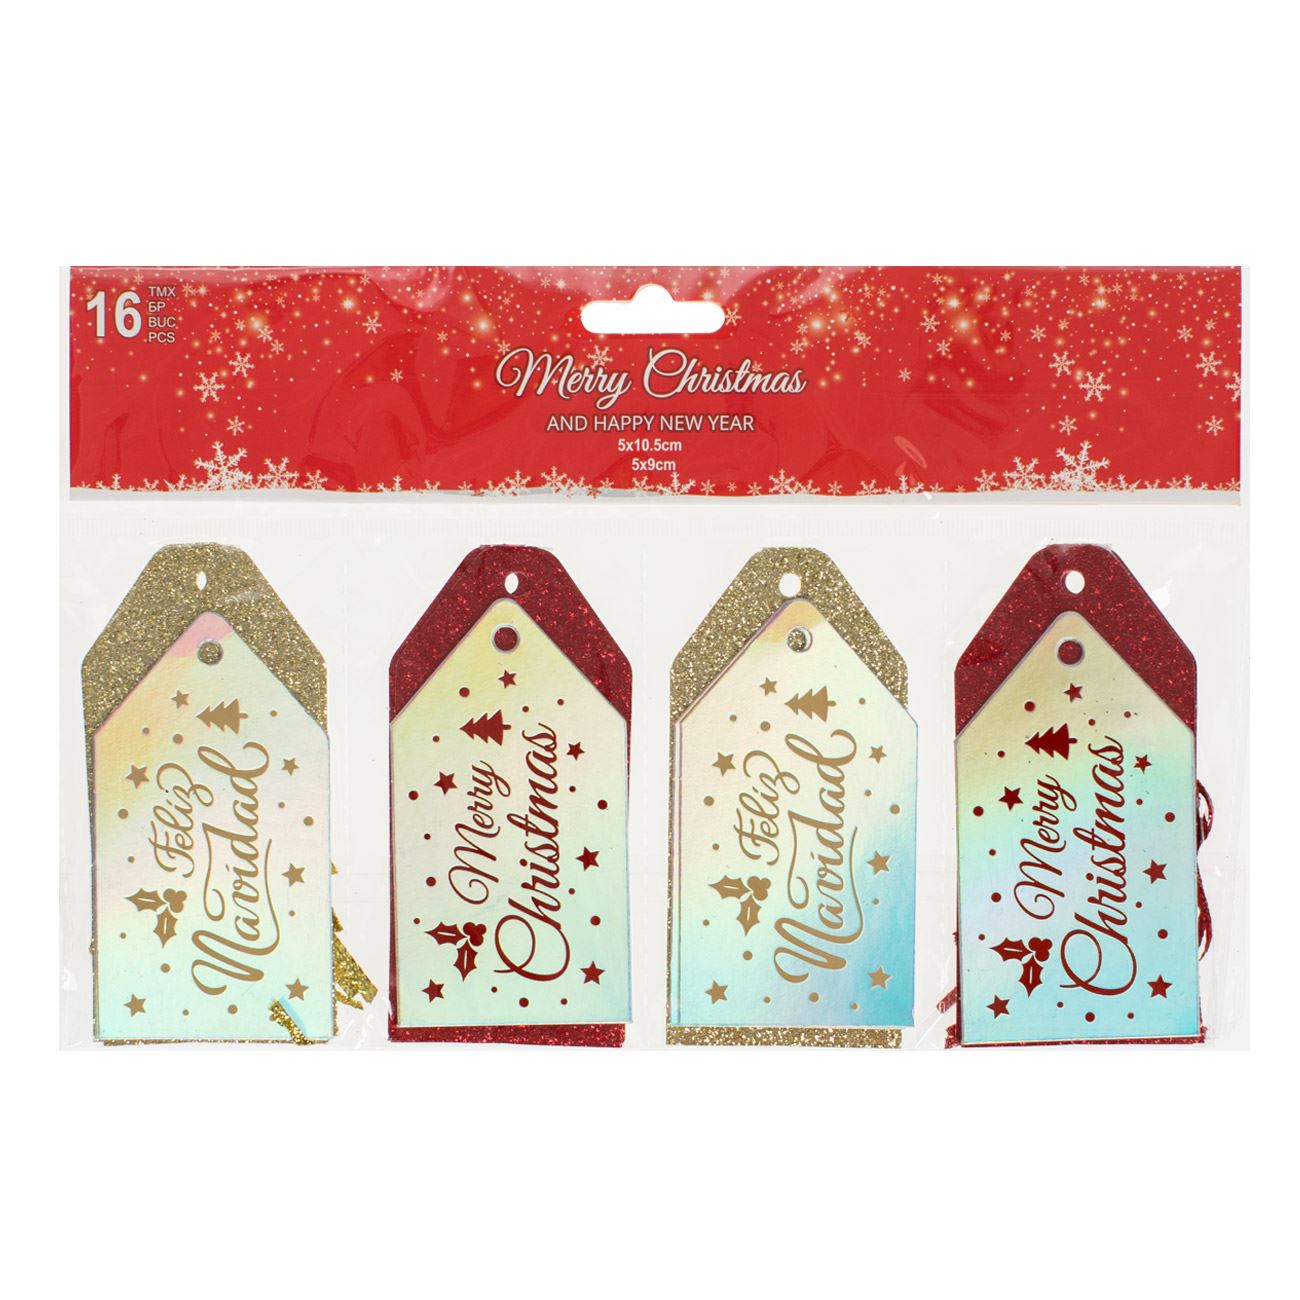 16
ΤΜΧ
БР
BUC
PCS
Merry Christmas
AND HAPPY NEW YEAR
5x10.5cm
5x9cm
Feliz
Navidad
Merry
Christmas
Feliz
Navidad
Merry
Christmas